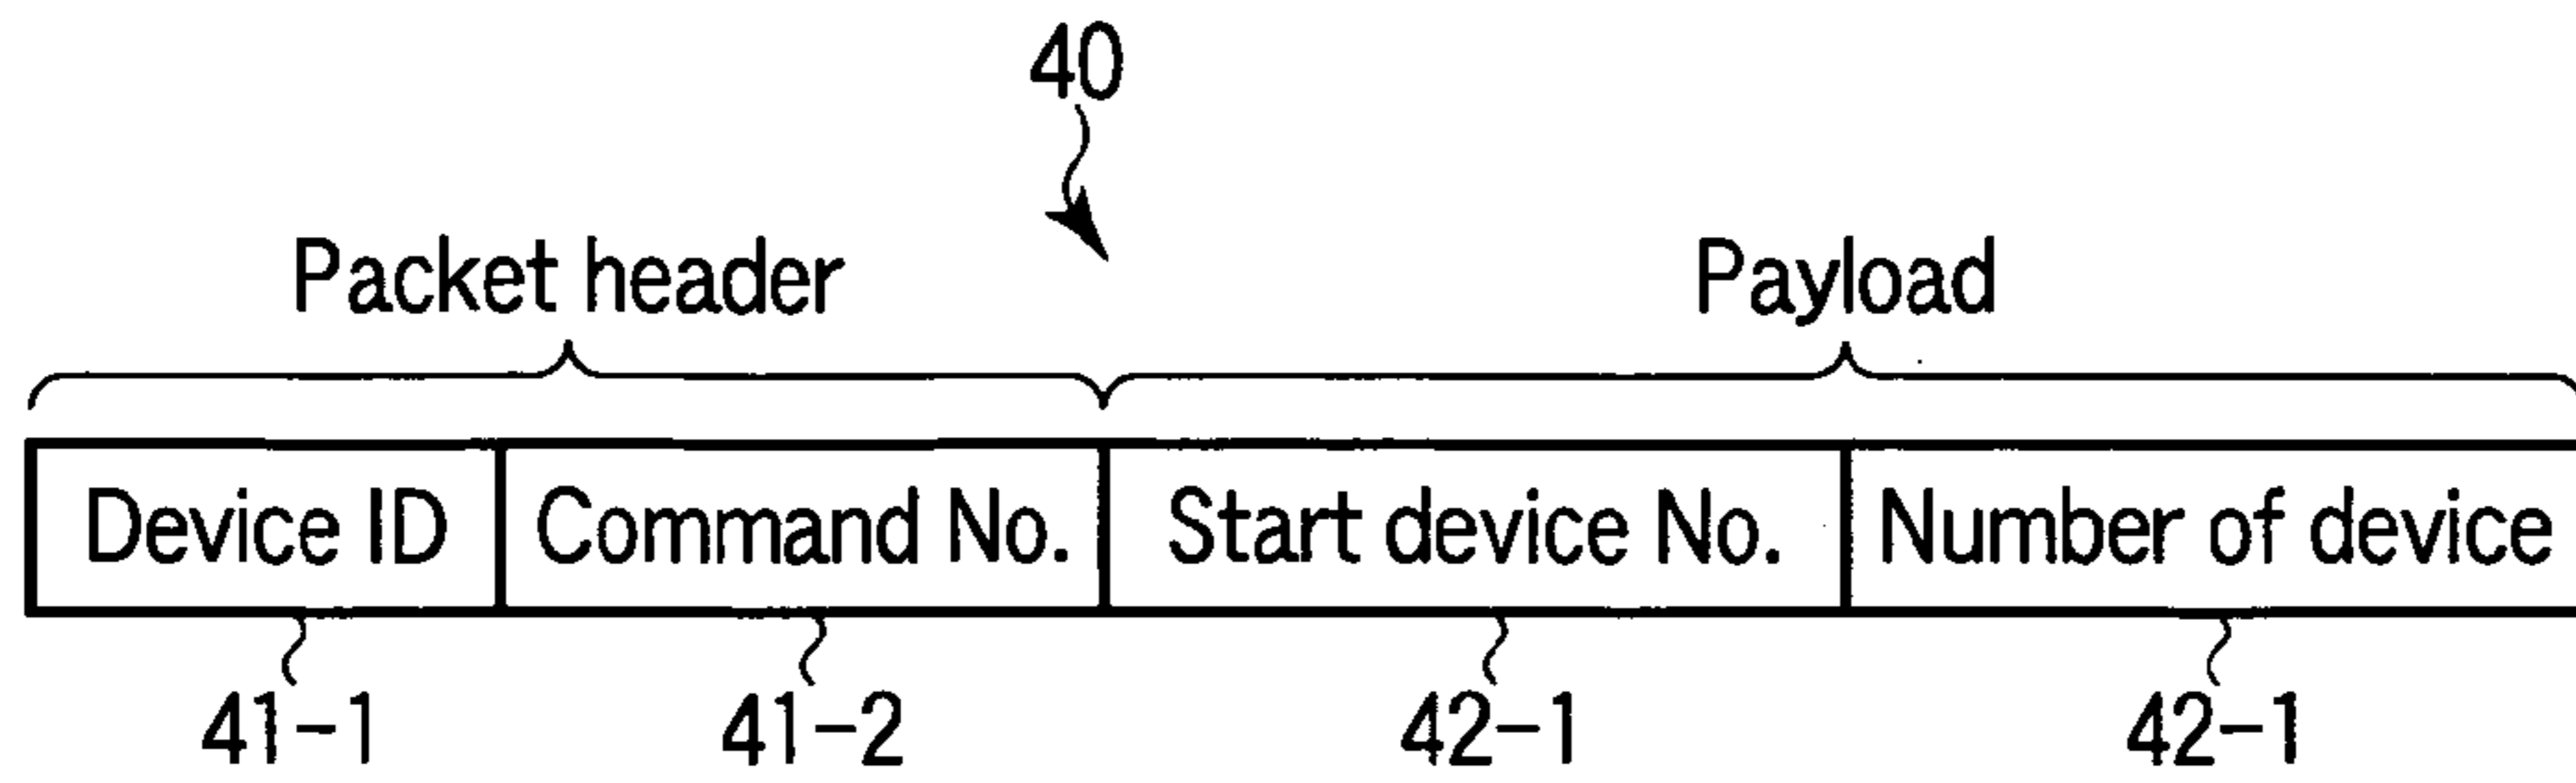 40
Packet header Payload
Device ID Command No. Start device No. Number of device
41-1 41-2 42-1 42-1